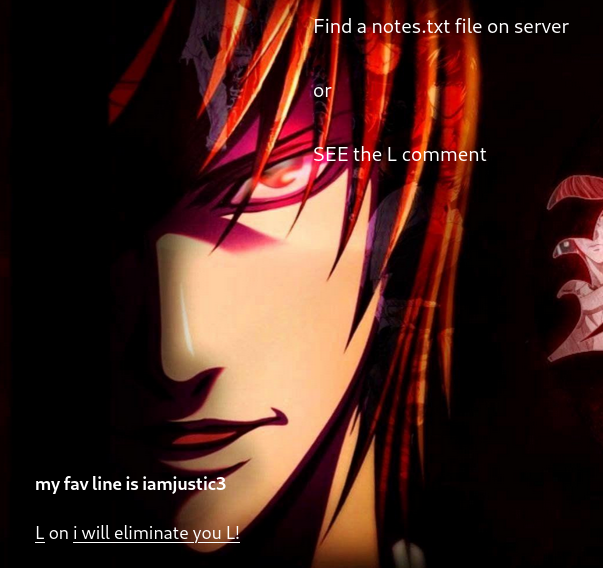 Find a notes.txt file on server
or
SEE the L comment
my fav line is iamjustic3
L on i will eliminate you L!